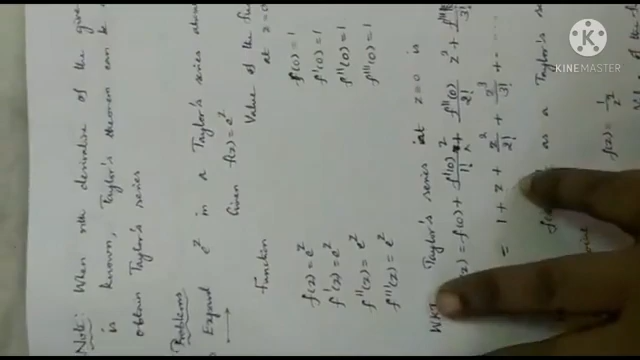 Note: When nth derivative of the give
is known, Taylor's theorem can be
obtain Taylor's series
Problems
Expand e^z in a Taylor's series abou
Given f(z) = e^z
Function Value of the fu
at z=0
f(z) = e^z f(0) = 1
f'(z) = e^z f'(0) = 1
f''(z) = e^z f''(0) = 1
f'''(z) = e^z f'''(0) = 1
WKT Taylor's series at z=0 is
(z) = f(0) + f'(0)/1! z + f''(0)/2! z^2 + f'''(0)/3!
= 1 + z + z^2/2! + z^3/3! + ----
as a Taylor's se
f(z) = 1/z^2
KINEMASTER